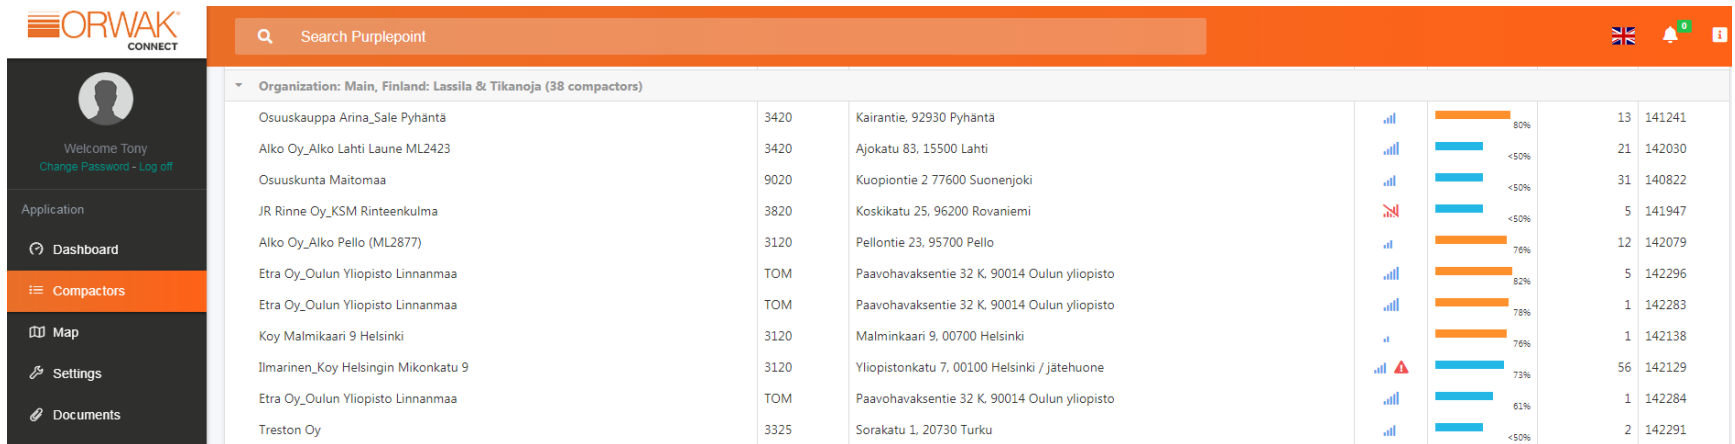 ORWAK®
CONNECT
Search Purplepoint
0
Welcome Tony
Change Password - Log off
Application
Dashboard
Compactors
Map
Settings
Documents
Organization: Main, Finland: Lassila & Tikanoja (38 compactors)
Osuuskauppa Arina_Sale Pyhäntä 3420 Kairantie, 92930 Pyhäntä 80% 13 141241
Alko Oy_Alko Lahti Laune ML2423 3420 Ajokatu 83, 15500 Lahti <50% 21 142030
Osuuskunta Maitomaa 9020 Kuopiontie 2 77600 Suonenjoki <50% 31 140822
JR Rinne Oy_KSM Rinteenkulma 3820 Koskikatu 25, 96200 Rovaniemi <50% 5 141947
Alko Oy_Alko Pello (ML2877) 3120 Pellontie 23, 95700 Pello 76% 12 142079
Etra Oy_Oulun Yliopisto Linnanmaa TOM Paavohavaksentie 32 K, 90014 Oulun yliopisto 82% 5 142296
Etra Oy_Oulun Yliopisto Linnanmaa TOM Paavohavaksentie 32 K, 90014 Oulun yliopisto 78% 1 142283
Koy Malmikaari 9 Helsinki 3120 Malminkaari 9, 00700 Helsinki 76% 1 142138
Ilmarinen_Koy Helsingin Mikonkatu 9 3120 Yliopistonkatu 7, 00100 Helsinki / jätehuone 73% 56 142129
Etra Oy_Oulun Yliopisto Linnanmaa TOM Paavohavaksentie 32 K, 90014 Oulun yliopisto 61% 1 142284
Treston Oy 3325 Sorakatu 1, 20730 Turku <50% 2 142291